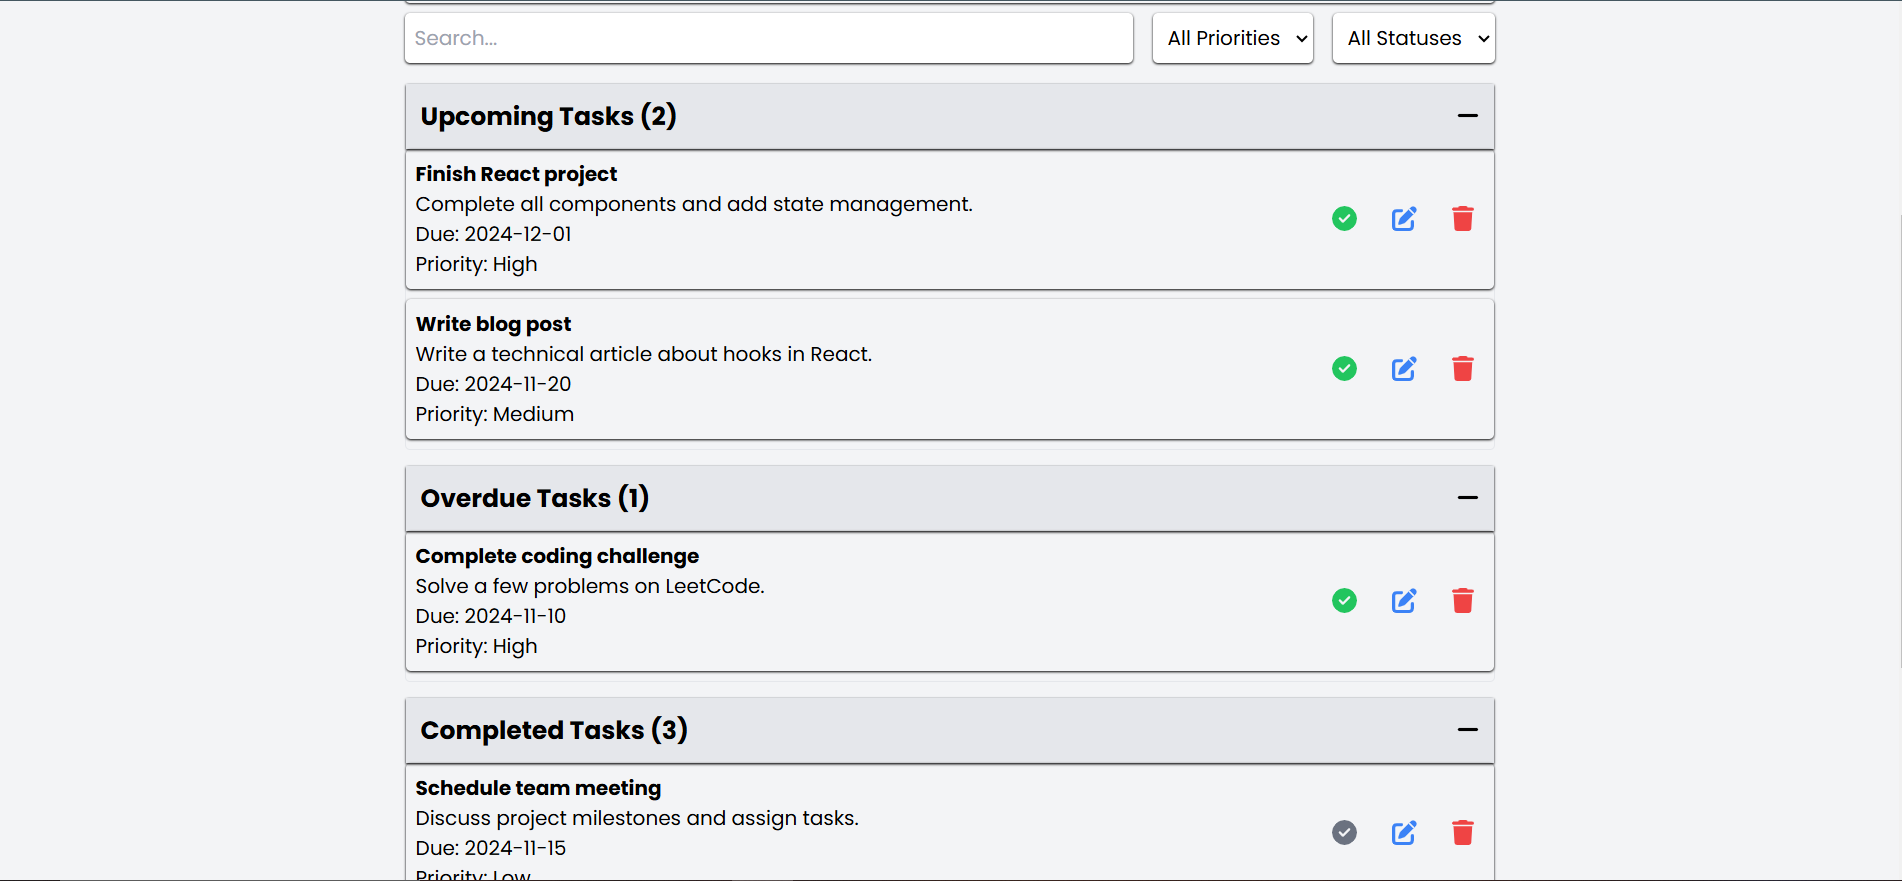 Search...
All Priorities
All Statuses
Upcoming Tasks (2)
Finish React project
Complete all components and add state management.
Due: 2024-12-01
Priority: High
Write blog post
Write a technical article about hooks in React.
Due: 2024-11-20
Priority: Medium
Overdue Tasks (1)
Complete coding challenge
Solve a few problems on LeetCode.
Due: 2024-11-10
Priority: High
Completed Tasks (3)
Schedule team meeting
Discuss project milestones and assign tasks.
Due: 2024-11-15
Priority: Low